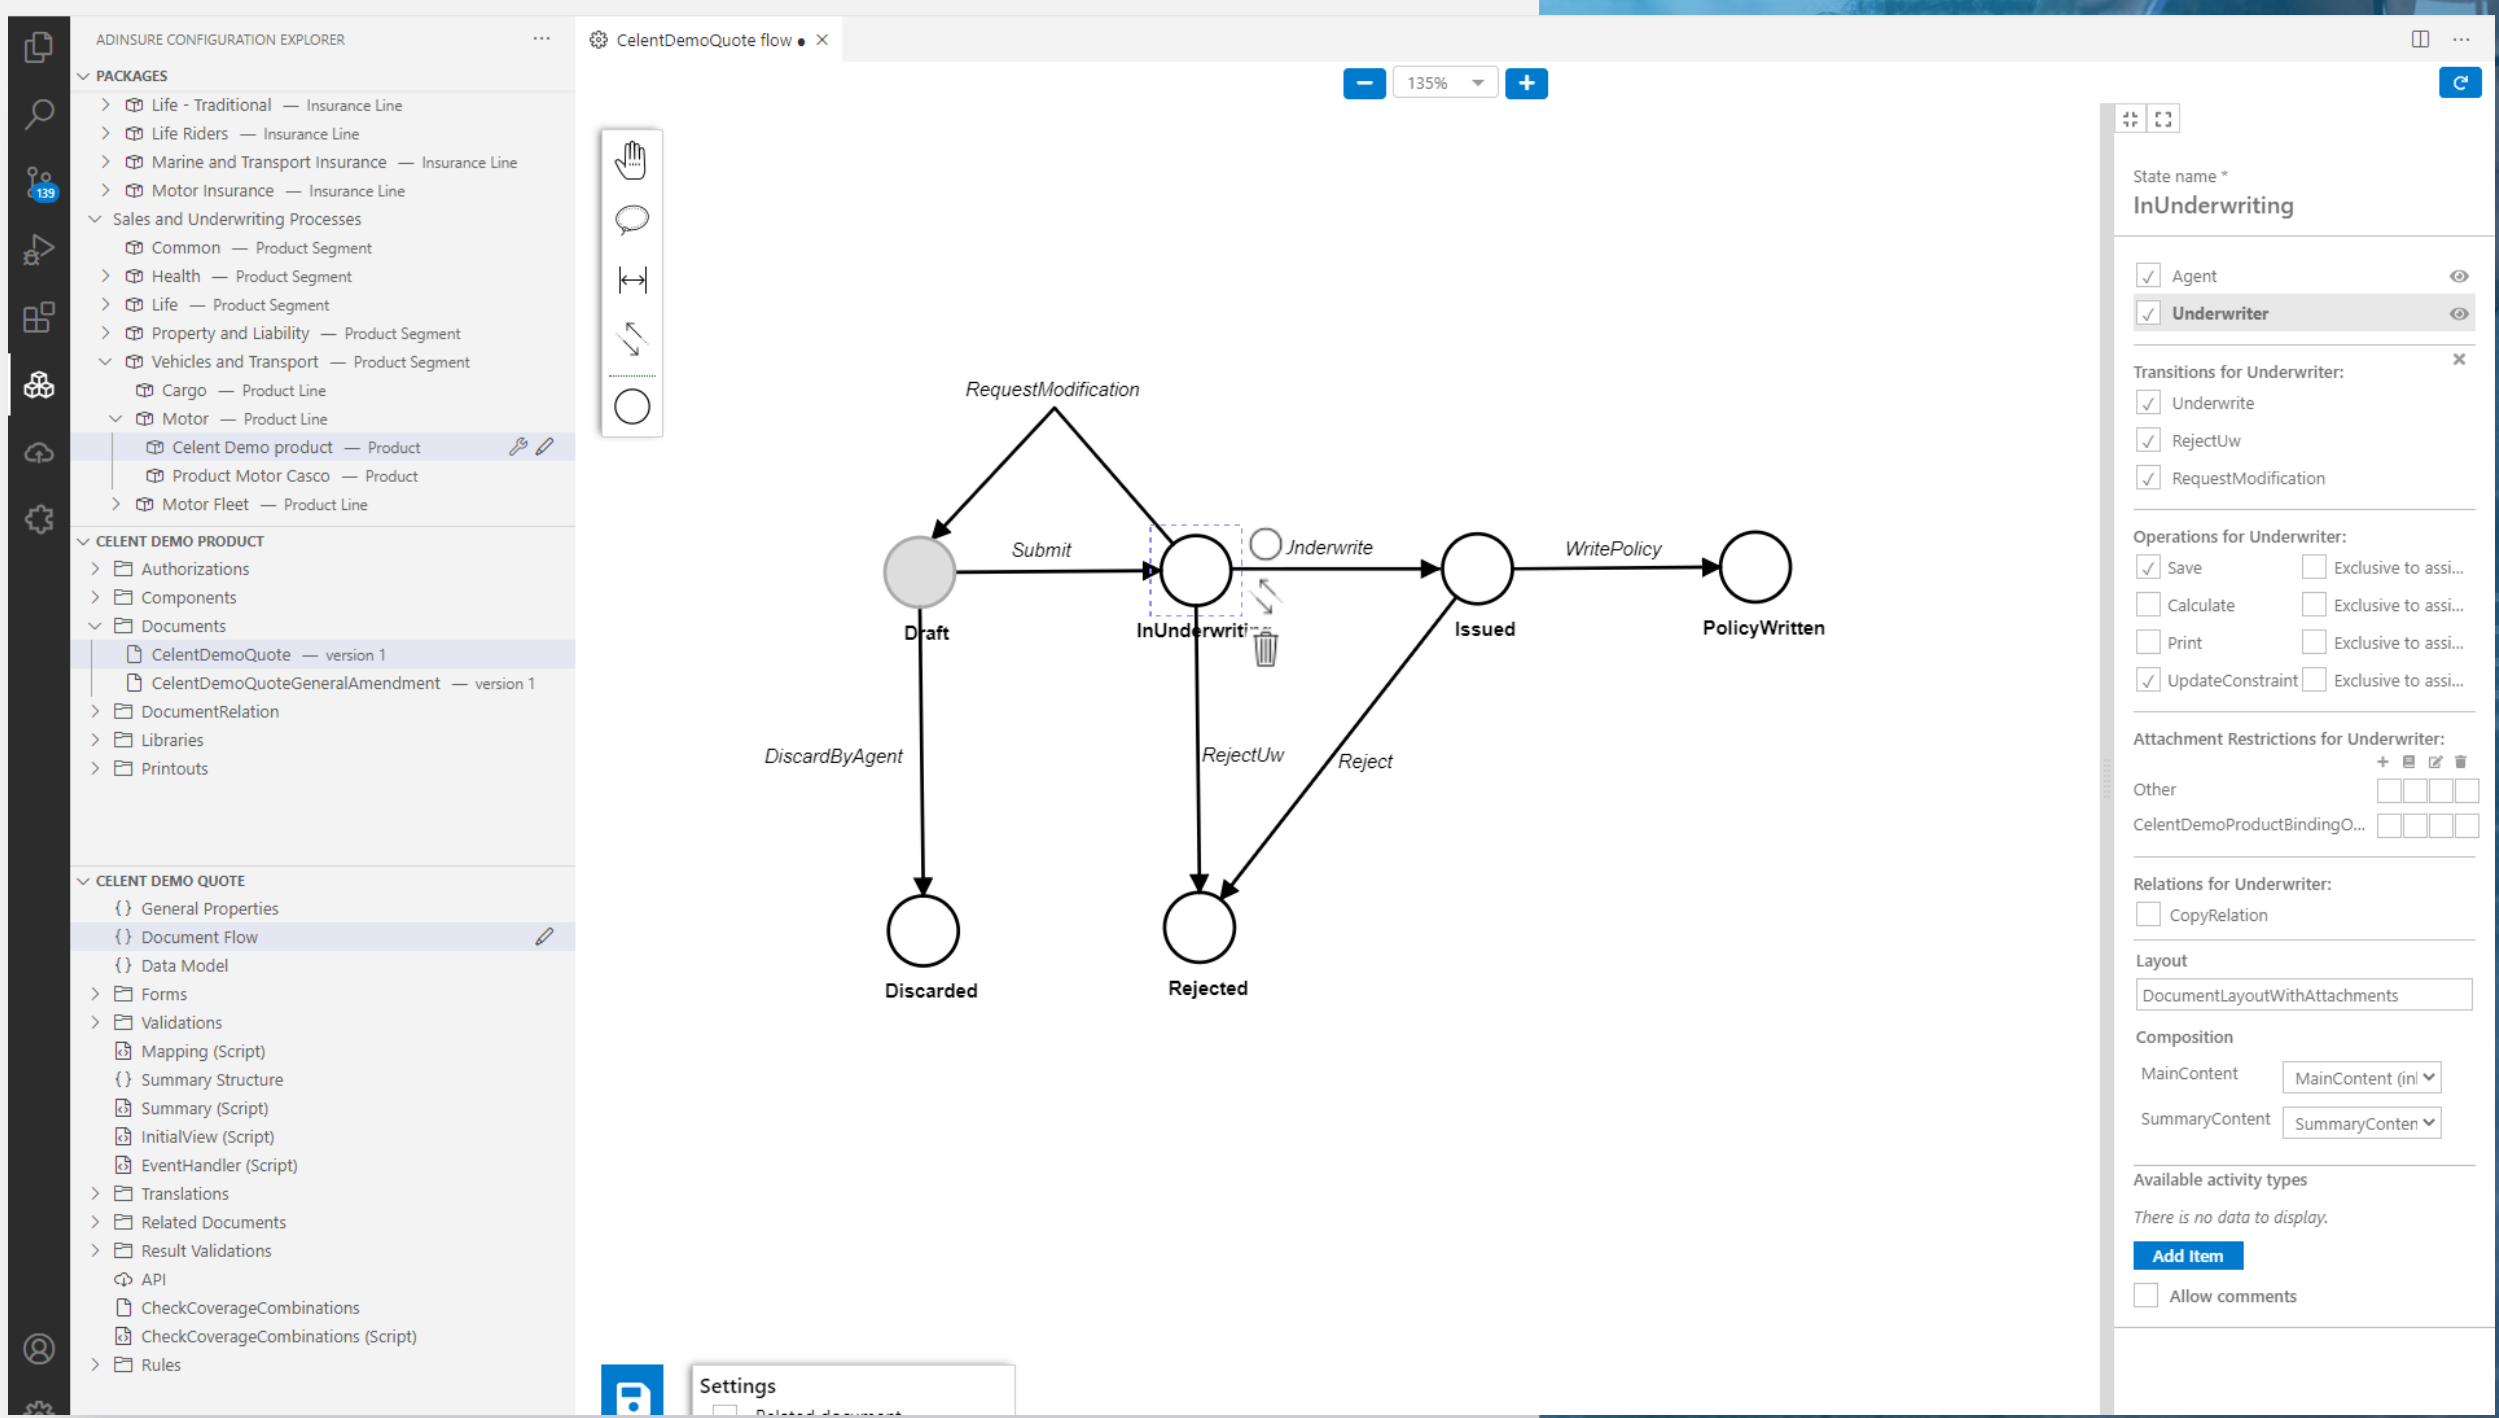 ADINSURE CONFIGURATION EXPLORER
PACKAGES
Life - Traditional — Insurance Line
Life Riders — Insurance Line
Marine and Transport Insurance — Insurance Line
Motor Insurance — Insurance Line
Sales and Underwriting Processes
Common — Product Segment
Health — Product Segment
Life — Product Segment
Property and Liability — Product Segment
Vehicles and Transport — Product Segment
Cargo — Product Line
Motor — Product Line
Celent Demo product — Product
Product Motor Casco — Product
Motor Fleet — Product Line
139
CELENT DEMO PRODUCT
Authorizations
Components
Documents
CelentDemoQuote — version 1
CelentDemoQuoteGeneralAmendment — version 1
DocumentRelation
Libraries
Printouts
CELENT DEMO QUOTE
General Properties
Document Flow
Data Model
Forms
Validations
Mapping (Script)
Summary Structure
Summary (Script)
InitialView (Script)
EventHandler (Script)
Translations
Related Documents
Result Validations
API
CheckCoverageCombinations
CheckCoverageCombinations (Script)
Rules
CelentDemoQuote flow
135%
RequestModification
Submit
Jnderwrite
WritePolicy
Draft
InUnderwriti
Issued
PolicyWritten
DiscardByAgent
RejectUw
Reject
Discarded
Rejected
Settings
Related document
State name *
InUnderwriting
Agent
Underwriter
Transitions for Underwriter:
Underwrite
RejectUw
RequestModification
Operations for Underwriter:
Save Exclusive to assi...
Calculate Exclusive to assi...
Print Exclusive to assi...
UpdateConstraint Exclusive to assi...
Attachment Restrictions for Underwriter:
Other
CelentDemoProductBindingO...
Relations for Underwriter:
CopyRelation
Layout
DocumentLayoutWithAttachments
Composition
MainContent MainContent (inl
SummaryContent SummaryConten
Available activity types
There is no data to display.
Add Item
Allow comments